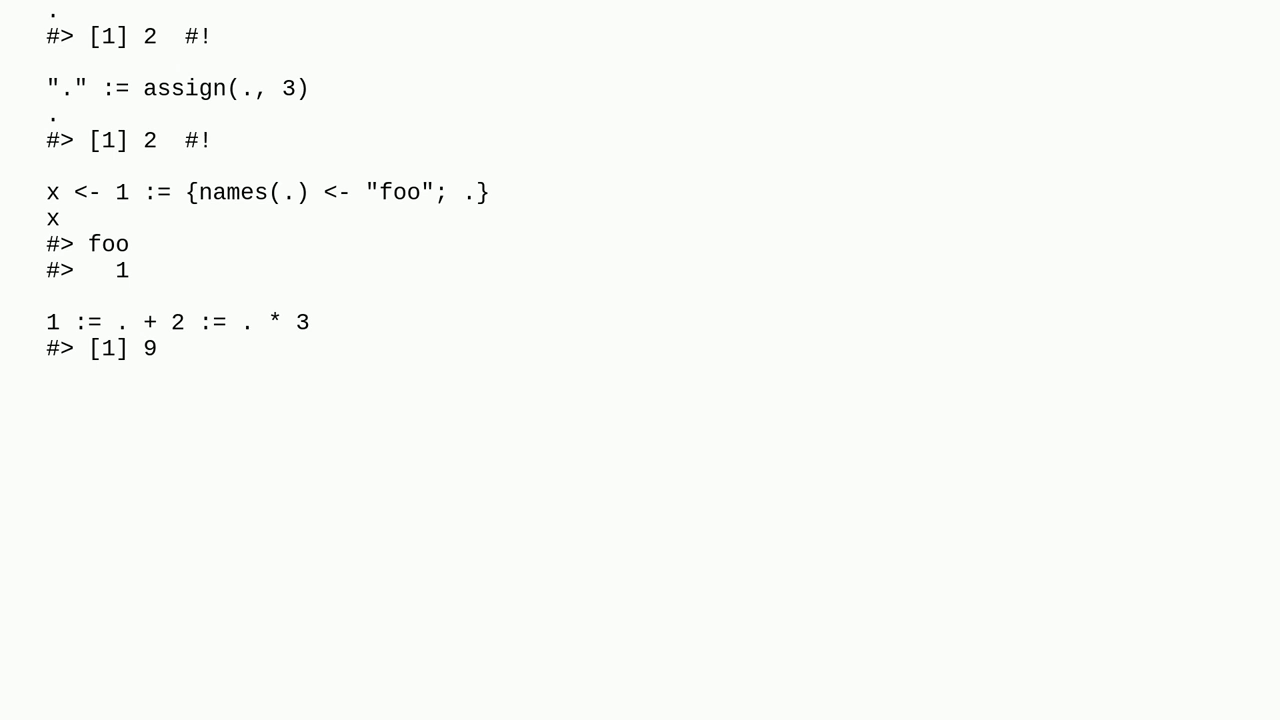 .
#> [1] 2  #!
"." := assign(., 3)
.
#> [1] 2  #!
x <- 1 := {names(.) <- "foo"; .}
x
#> foo
#>   1
1 := . + 2 := . * 3
#> [1] 9